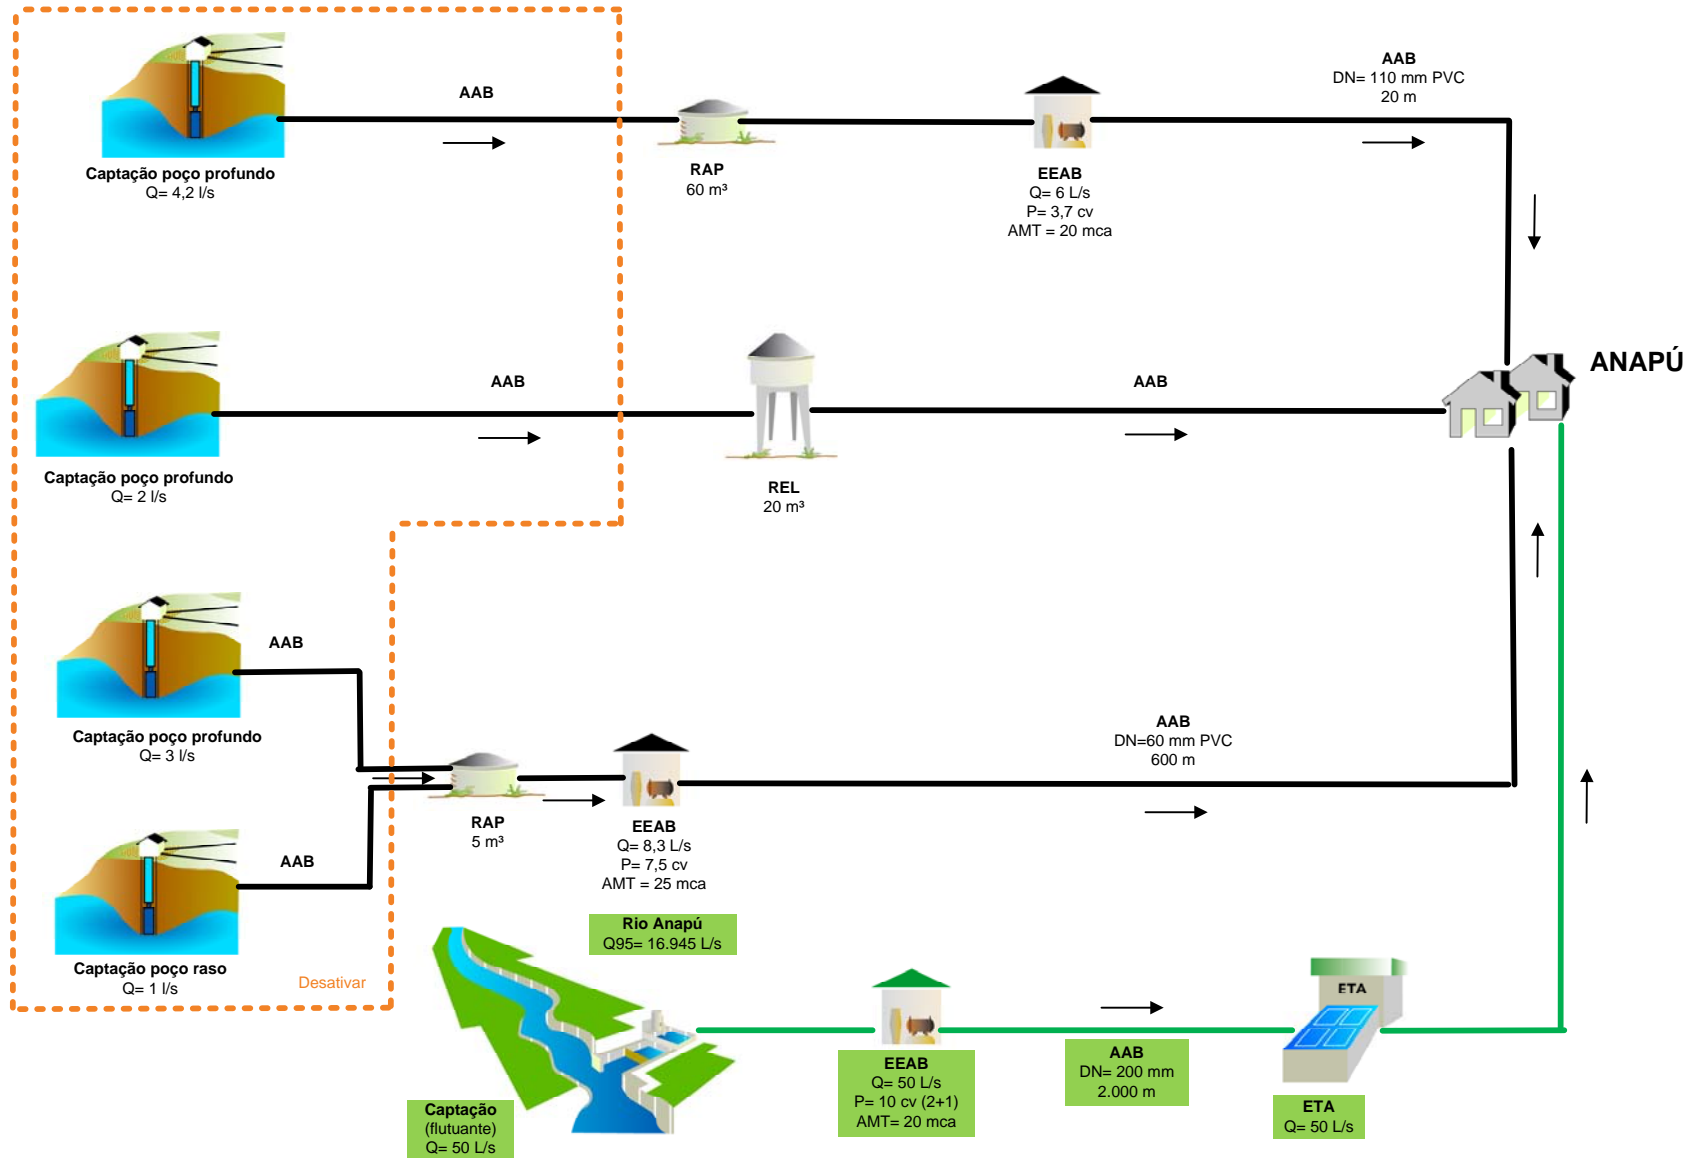 AAB
DN= 110 mm PVC
20 m
AAB
Captação poço profundo
Q= 4,2 l/s
RAP
60 m³
EEAB
Q= 6 L/s
P= 3,7 cv
AMT = 20 mca
ANAPÚ
AAB
AAB
Captação poço profundo
Q= 2 l/s
REL
20 m³
AAB
Captação poço profundo
Q= 3 l/s
AAB
DN=60 mm PVC
600 m
RAP
5 m³
EEAB
Q= 8,3 L/s
P= 7,5 cv
AMT = 25 mca
AAB
Captação poço raso
Q= 1 l/s
Desativar
Rio Anapú
Q95= 16.945 L/s
ETA
Captação
(flutuante)
Q= 50 L/s
EEAB
Q= 50 L/s
P= 10 cv (2+1)
AMT= 20 mca
AAB
DN= 200 mm
2.000 m
ETA
Q= 50 L/s